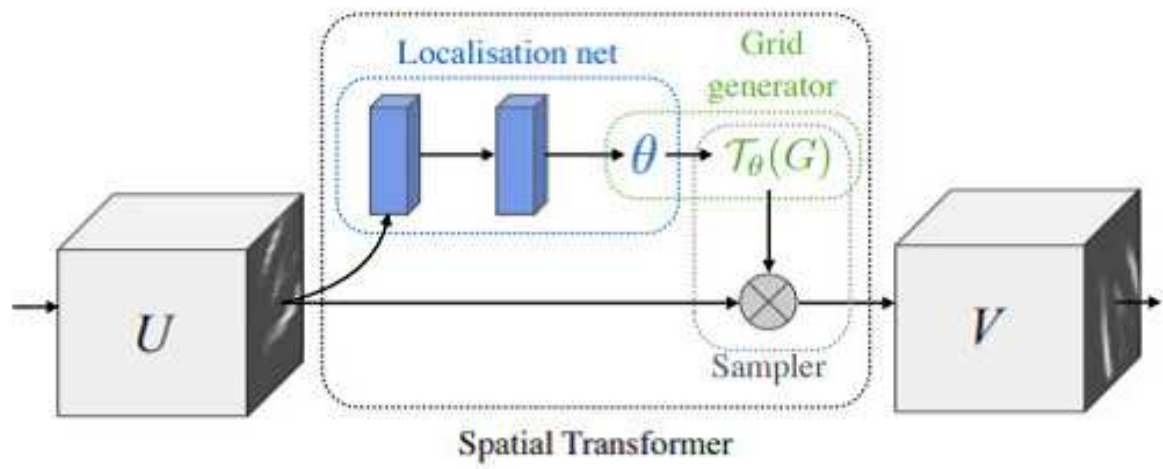 Localisation net
Grid
generator
θ
𝒯θ(G)
U
V
Sampler
Spatial Transformer